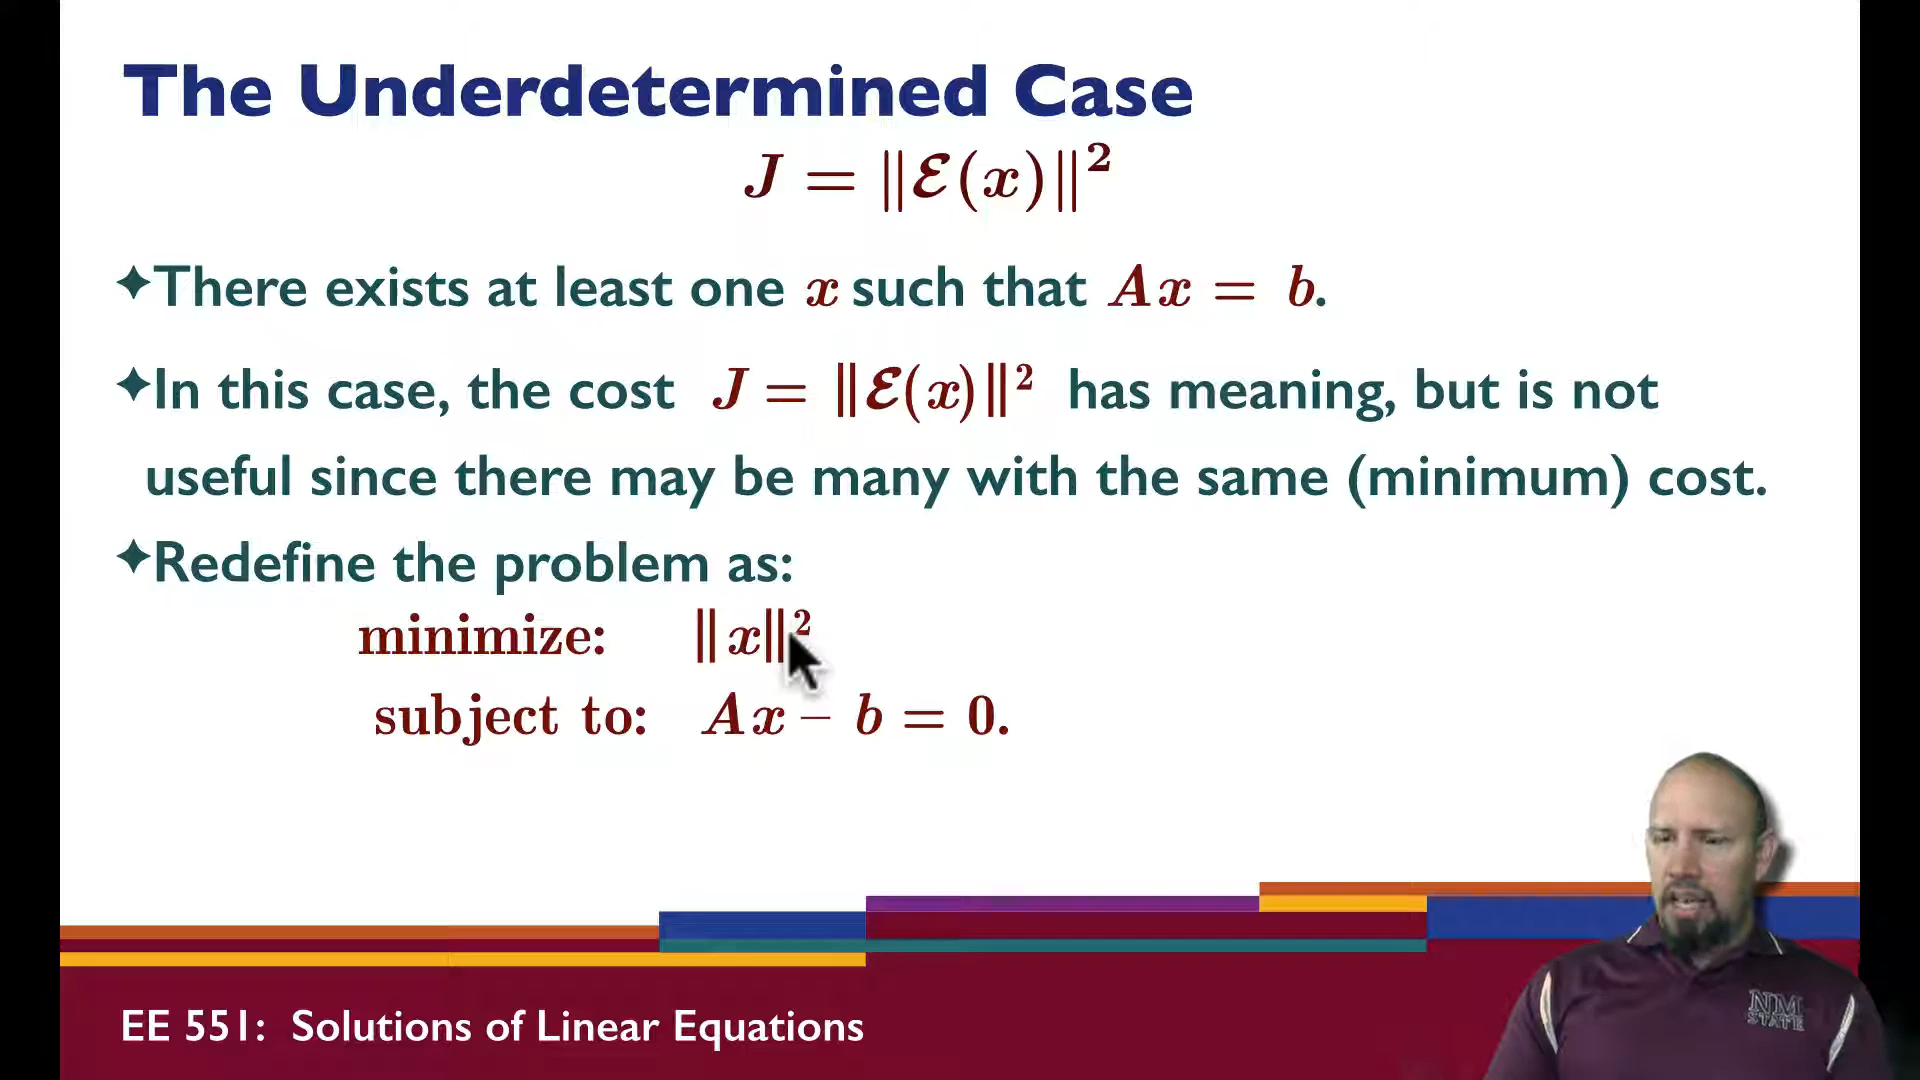 The Underdetermined Case
J = ‖ℰ(x)‖²
✦There exists at least one x such that Ax = b.
✦In this case, the cost J = ‖ℰ(x)‖² has meaning, but is not
useful since there may be many with the same (minimum) cost.
✦Redefine the problem as:
minimize: ‖x‖²
subject to: Ax – b = 0.
NM
STATE
EE 551: Solutions of Linear Equations